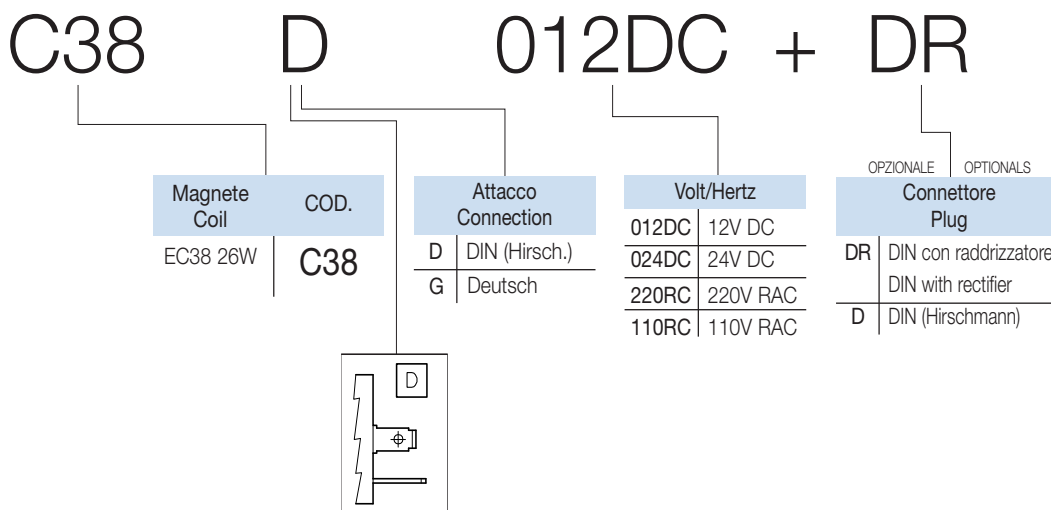 C38 D 012DC + DR
OPZIONALE OPTIONALS
Magnete
Coil
COD.
EC38 26W
C38
Attacco
Connection
D DIN (Hirsch.)
G Deutsch
Volt/Hertz
012DC 12V DC
024DC 24V DC
220RC 220V RAC
110RC 110V RAC
Connettore
Plug
DR DIN con raddrizzatore
DIN with rectifier
D DIN (Hirschmann)
D